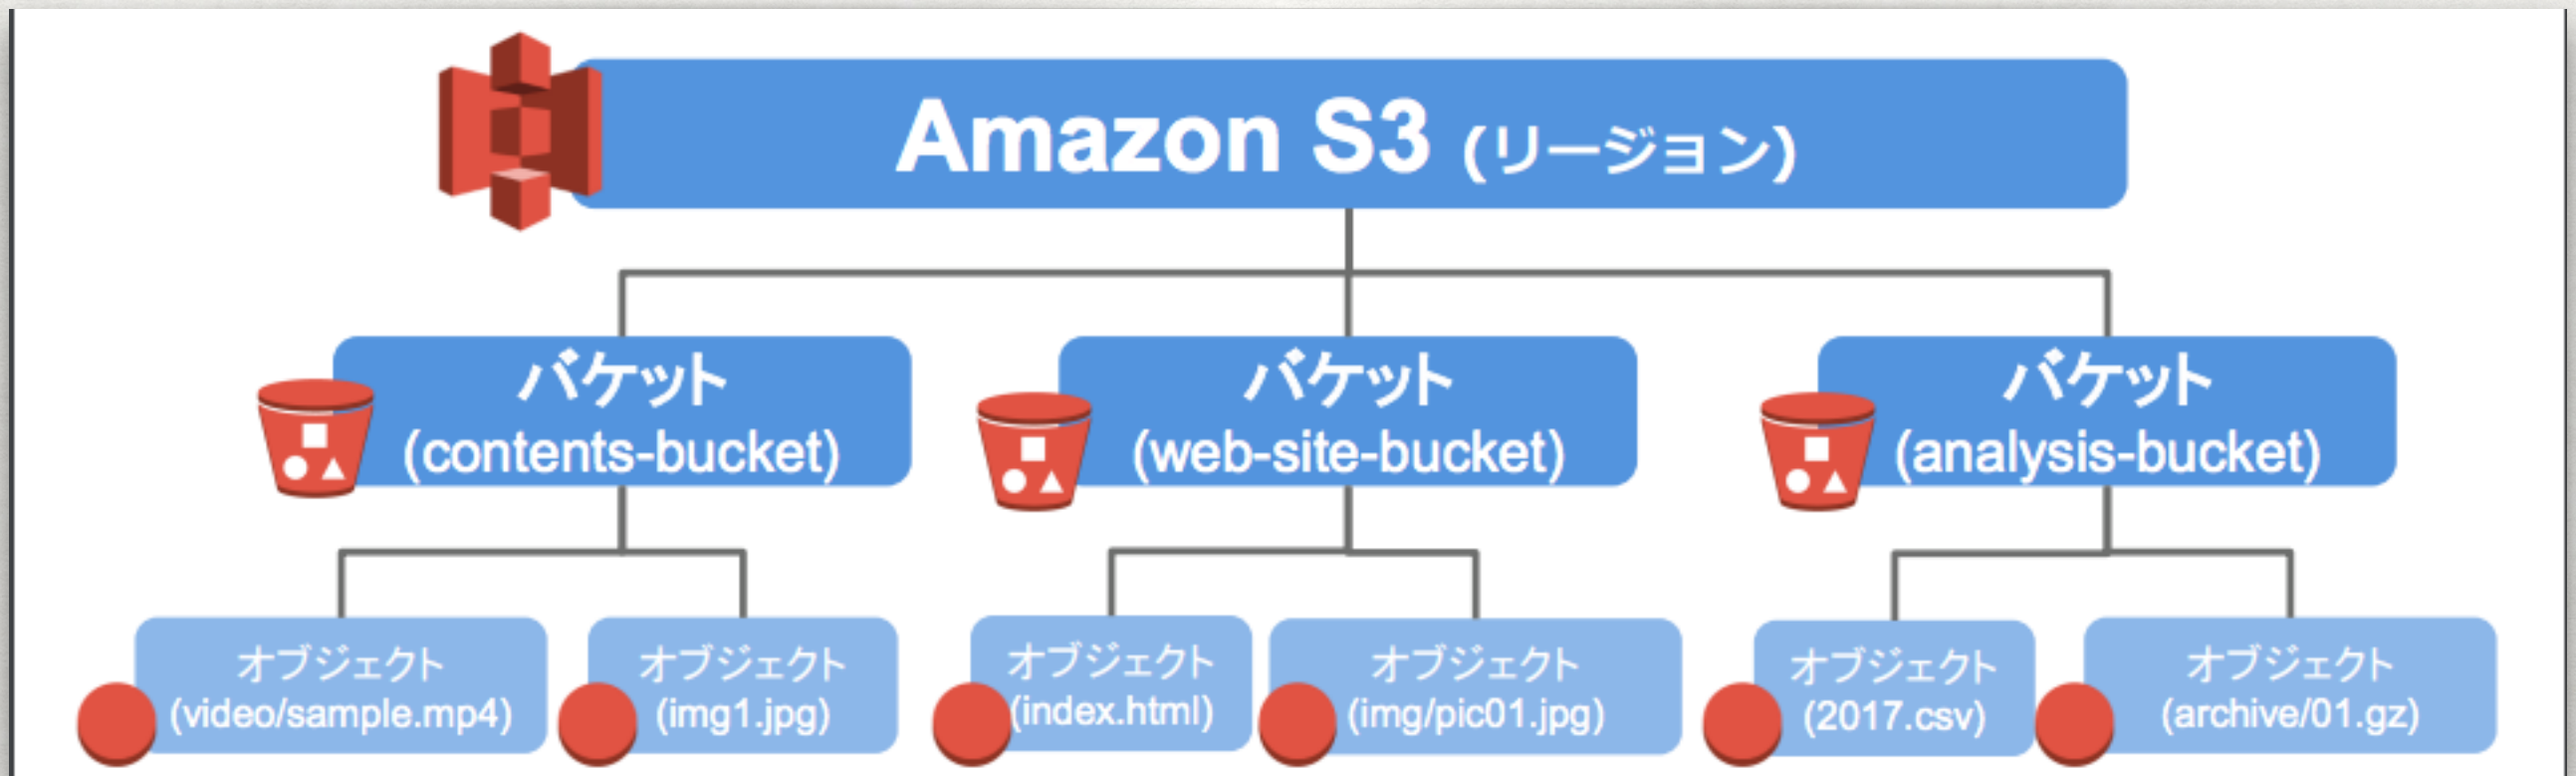 Amazon S3 (リージョン)
バケット
(contents-bucket)
バケット
(web-site-bucket)
バケット
(analysis-bucket)
オブジェクト
(video/sample.mp4)
オブジェクト
(img1.jpg)
オブジェクト
(index.html)
オブジェクト
(img/pic01.jpg)
オブジェクト
(2017.csv)
オブジェクト
(archive/01.gz)